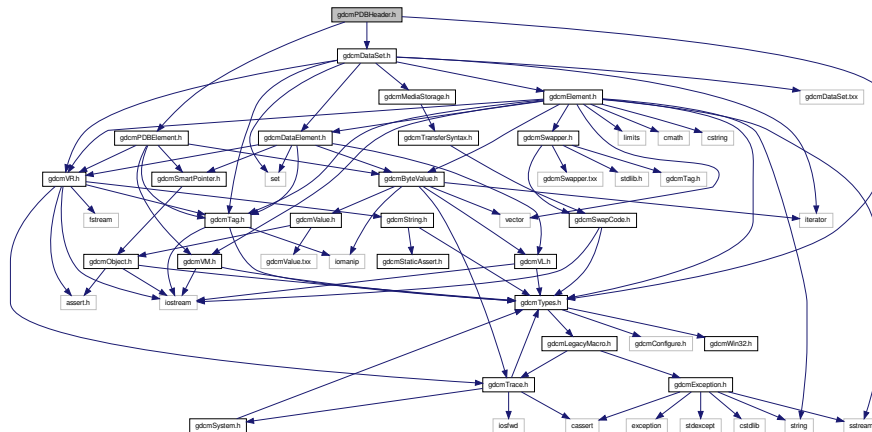 gdcmPDBHeader.h
gdcmDataSet.h
gdcmMediaStorage.h
gdcmElement.h
gdcmDataSet.txx
gdcmPDBElement.h
gdcmDataElement.h
gdcmTransferSyntax.h
gdcmSwapper.h
limits
cmath
cstring
gdcmVR.h
gdcmSmartPointer.h
set
gdcmByteValue.h
gdcmSwapper.txx
stdlib.h
gdcmTag.h
fstream
gdcmTag.h
gdcmValue.h
gdcmString.h
vector
gdcmSwapCode.h
iterator
gdcmObject.h
gdcmVM.h
gdcmValue.txx
iomanip
gdcmStaticAssert.h
gdcmVL.h
assert.h
iostream
gdcmTypes.h
gdcmLegacyMacro.h
gdcmConfigure.h
gdcmWin32.h
gdcmTrace.h
gdcmException.h
gdcmSystem.h
iosfwd
cassert
exception
stdexcept
cstdlib
string
sstream